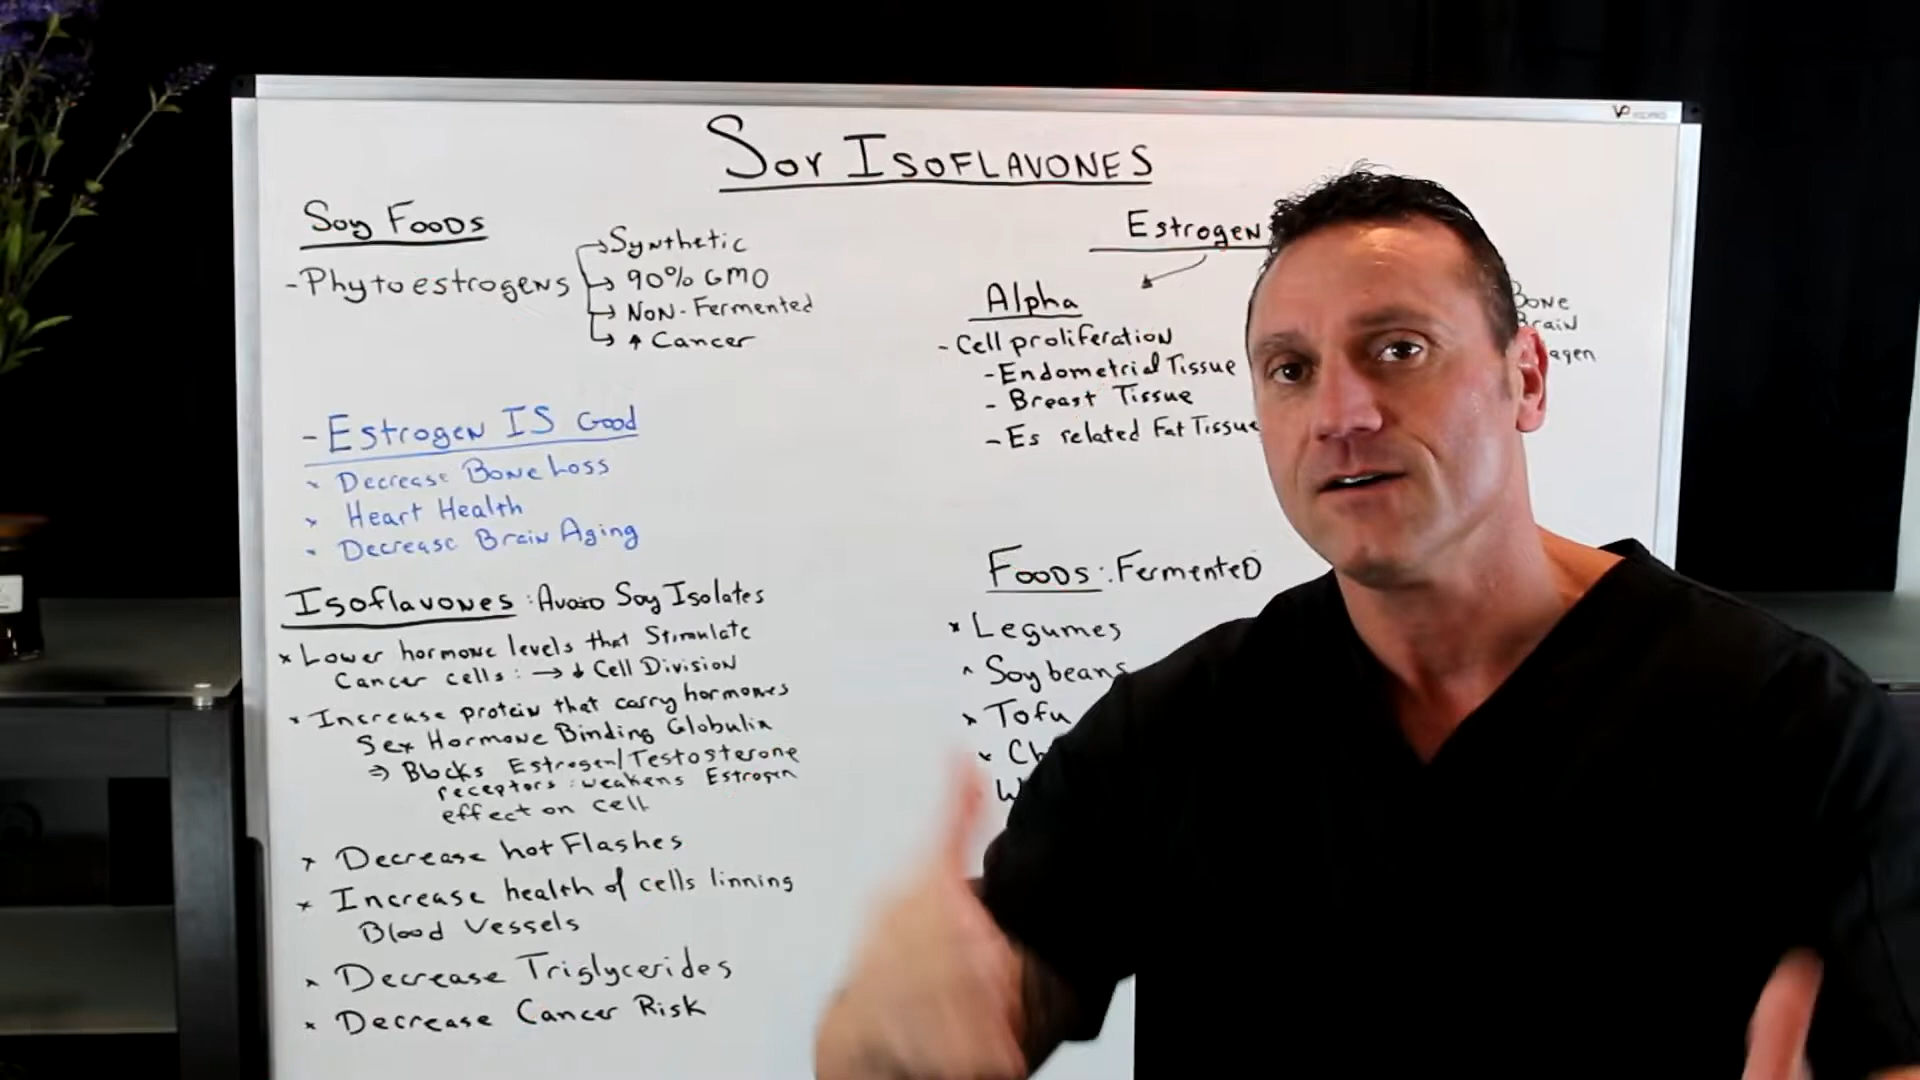 Soy Isoflavones
Soy Foods
- Phytoestrogens
→ Synthetic
→ 90% GMO
→ Non-Fermented
→ ↑ Cancer
- Estrogen IS Good
× Decrease Bone Loss
× Heart Health
× Decrease Brain Aging
Isoflavones : Avoid Soy Isolates
× Lower hormone levels that Stimulate
Cancer cells : → ↓ Cell Division
× Increase protein that carry hormones
Sex Hormone Binding Globulin
⇒ Blocks Estrogen/Testosterone
receptors : weakens Estrogen
effect on cell
× Decrease hot Flashes
× Increase health of cells linning
Blood Vessels
× Decrease Triglycerides
× Decrease Cancer Risk
Estrogen
Alpha
- Cell proliferation
- Endometrial Tissue
- Breast Tissue
- Es related Fat Tissue
Bone
Brain
agen
Foods : Fermented
× Legumes
× Soybeans
× Tofu
× Ch